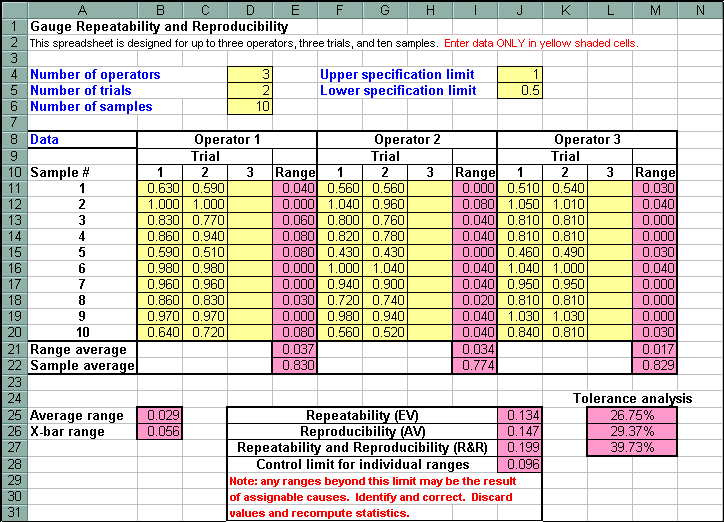 A B C D E F G H I J K L M N
1 Gauge Repeatability and Reproducibility
2 This spreadsheet is designed for up to three operators, three trials, and ten samples. Enter data ONLY in yellow shaded cells.
3
4 Number of operators 3 Upper specification limit 1
5 Number of trials 2 Lower specification limit 0.5
6 Number of samples 10
7
8 Data Operator 1 Operator 2 Operator 3
9 Trial Trial Trial
10 Sample # 1 2 3 Range 1 2 3 Range 1 2 3 Range
11 1 0.630 0.590 0.040 0.560 0.560 0.000 0.510 0.540 0.030
12 2 1.000 1.000 0.000 1.040 0.960 0.080 1.050 1.010 0.040
13 3 0.830 0.770 0.060 0.800 0.760 0.040 0.810 0.810 0.000
14 4 0.860 0.940 0.080 0.820 0.780 0.040 0.810 0.810 0.000
15 5 0.590 0.510 0.080 0.430 0.430 0.000 0.460 0.490 0.030
16 6 0.980 0.980 0.000 1.000 1.040 0.040 1.040 1.000 0.040
17 7 0.960 0.960 0.000 0.940 0.900 0.040 0.950 0.950 0.000
18 8 0.860 0.830 0.030 0.720 0.740 0.020 0.810 0.810 0.000
19 9 0.970 0.970 0.000 0.980 0.940 0.040 1.030 1.030 0.000
20 10 0.640 0.720 0.080 0.560 0.520 0.040 0.840 0.810 0.030
21 Range average 0.037 0.034 0.017
22 Sample average 0.830 0.774 0.829
23
24 Tolerance analysis
25 Average range 0.029 Repeatability (EV) 0.134 26.75%
26 X-bar range 0.056 Reproducibility (AV) 0.147 29.37%
27 Repeatability and Reproducibility (R&R) 0.199 39.73%
28 Control limit for individual ranges 0.096
29 Note: any ranges beyond this limit may be the result
30 of assignable causes. Identify and correct. Discard
31 values and recompute statistics.